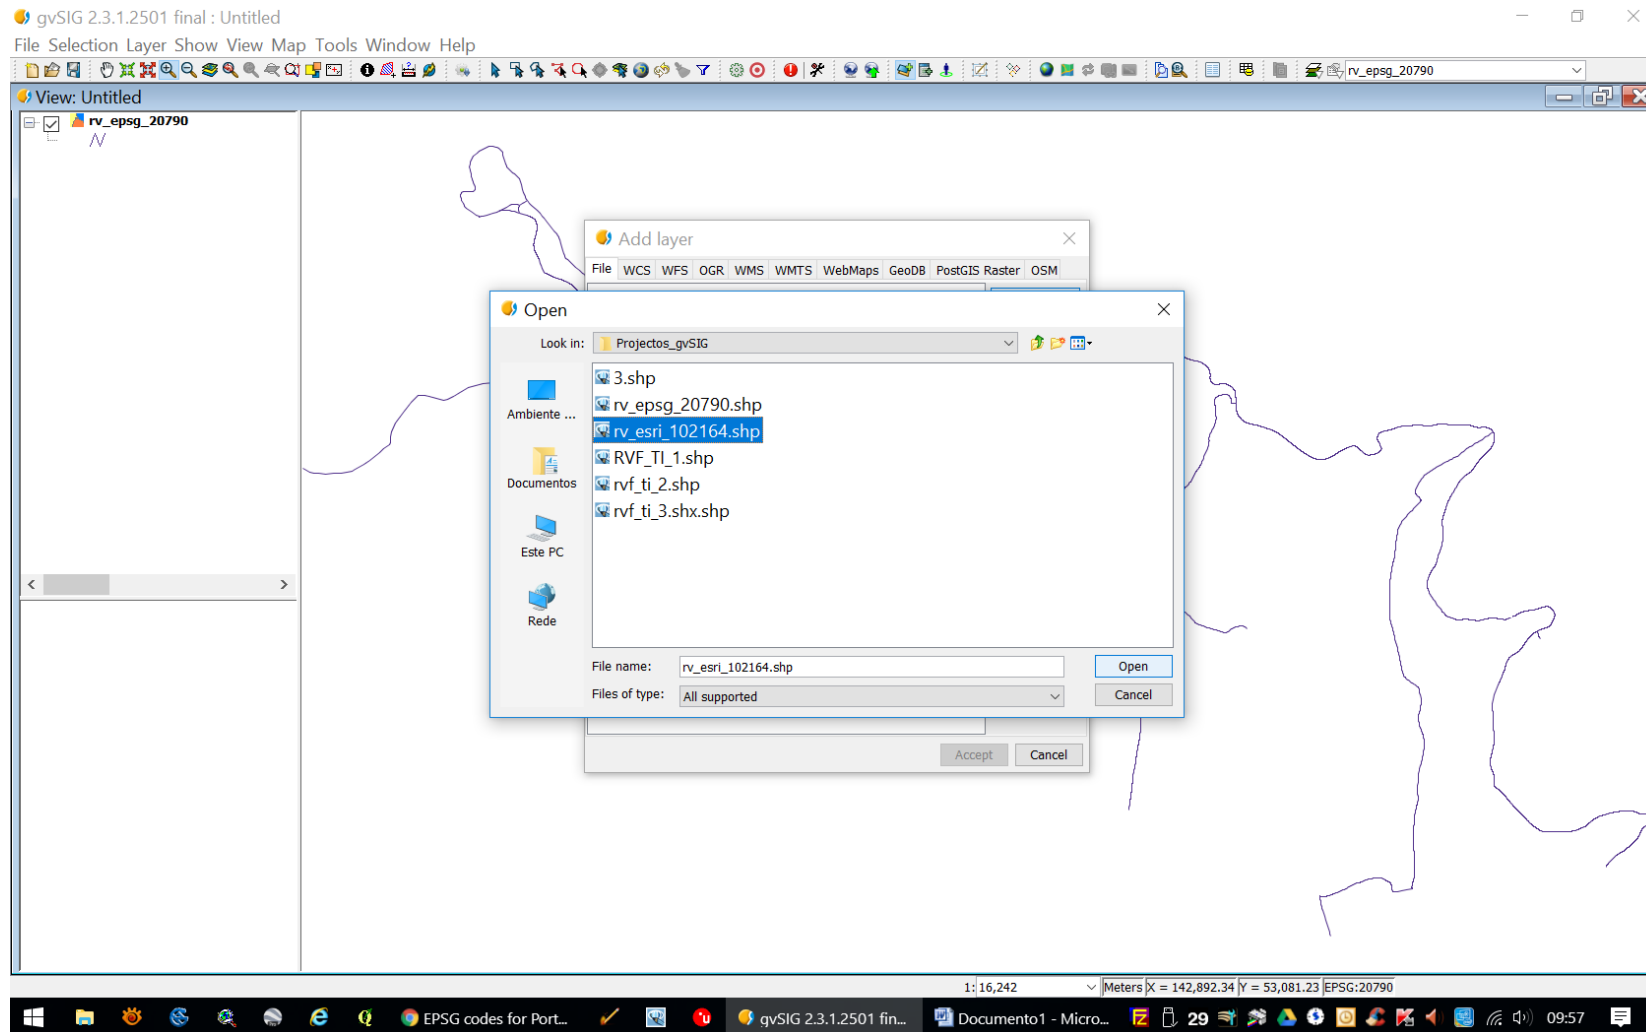 gvSIG 2.3.1.2501 final : Untitled
File Selection Layer Show View Map Tools Window Help
rv_epsg_20790
View: Untitled
rv_epsg_20790
Add layer
File WCS WFS OGR WMS WMTS WebMaps GeoDB PostGIS Raster OSM
Open
Look in: Projectos_gvSIG
Ambiente ...
Documentos
Este PC
Rede
3.shp
rv_epsg_20790.shp
rv_esri_102164.shp
RVF_TI_1.shp
rvf_ti_2.shp
rvf_ti_3.shx.shp
File name: rv_esri_102164.shp Open
Files of type: All supported Cancel
Accept Cancel
1: 16,242 Meters X = 142,892.34 Y = 53,081.23 EPSG:20790
EPSG codes for Port... gvSIG 2.3.1.2501 fin... Documento1 - Micro... 29 09:57